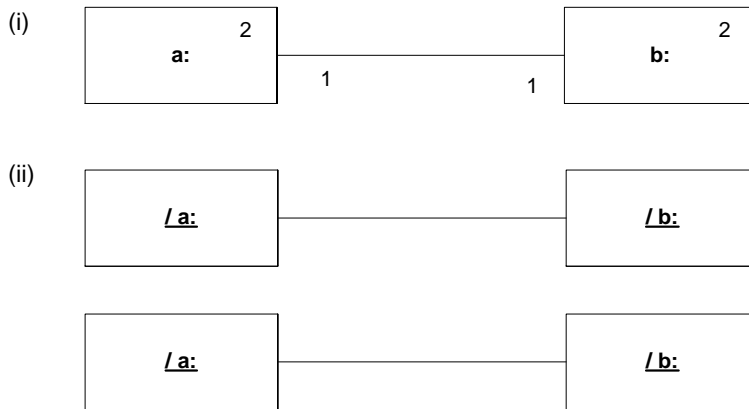 (i)
2 2
a: b:
1 1
(ii)
/ a: / b:
/ a: / b: